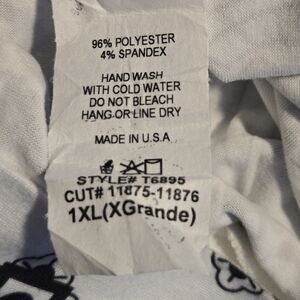 96% POLYESTER
4% SPANDEX
HAND WASH
WITH COLD WATER
DO NOT BLEACH
HANG OR LINE DRY
MADE IN U.S.A
STYLE# T6895
CUT# 11875-11876
1XL(XGrande)